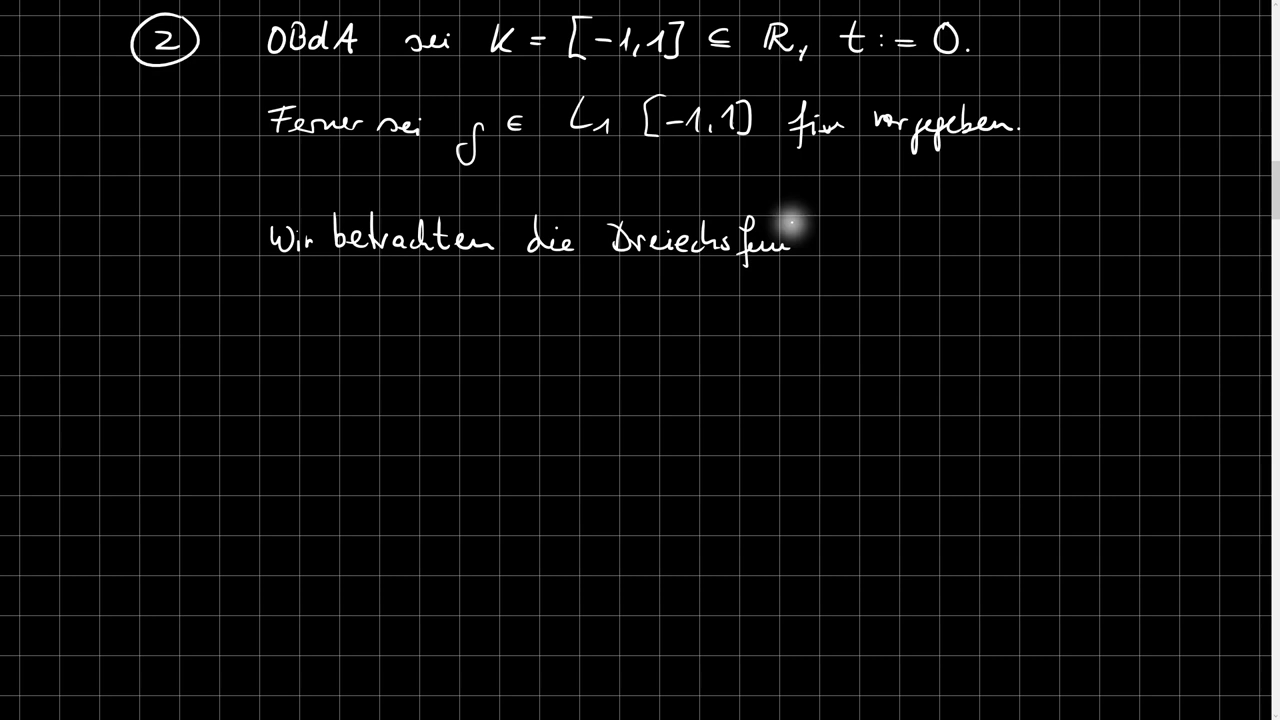 2 OBdA sei K = [-1,1] ⊆ ℝ, t := 0.
Ferner sei g ∈ L₁ [-1,1] fix vorgegeben.
Wir betrachten die Dreiecksfun